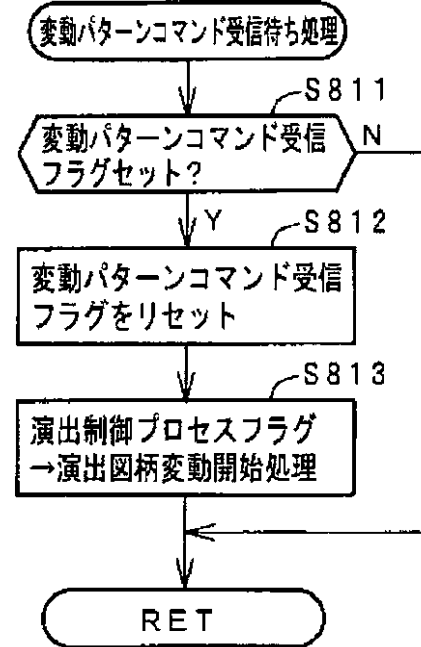 変動パターンコマンド受信待ち処理
S811
変動パターンコマンド受信
フラグセット?
N
Y
S812
変動パターンコマンド受信
フラグをリセット
S813
演出制御プロセスフラグ
→演出図柄変動開始処理
RET